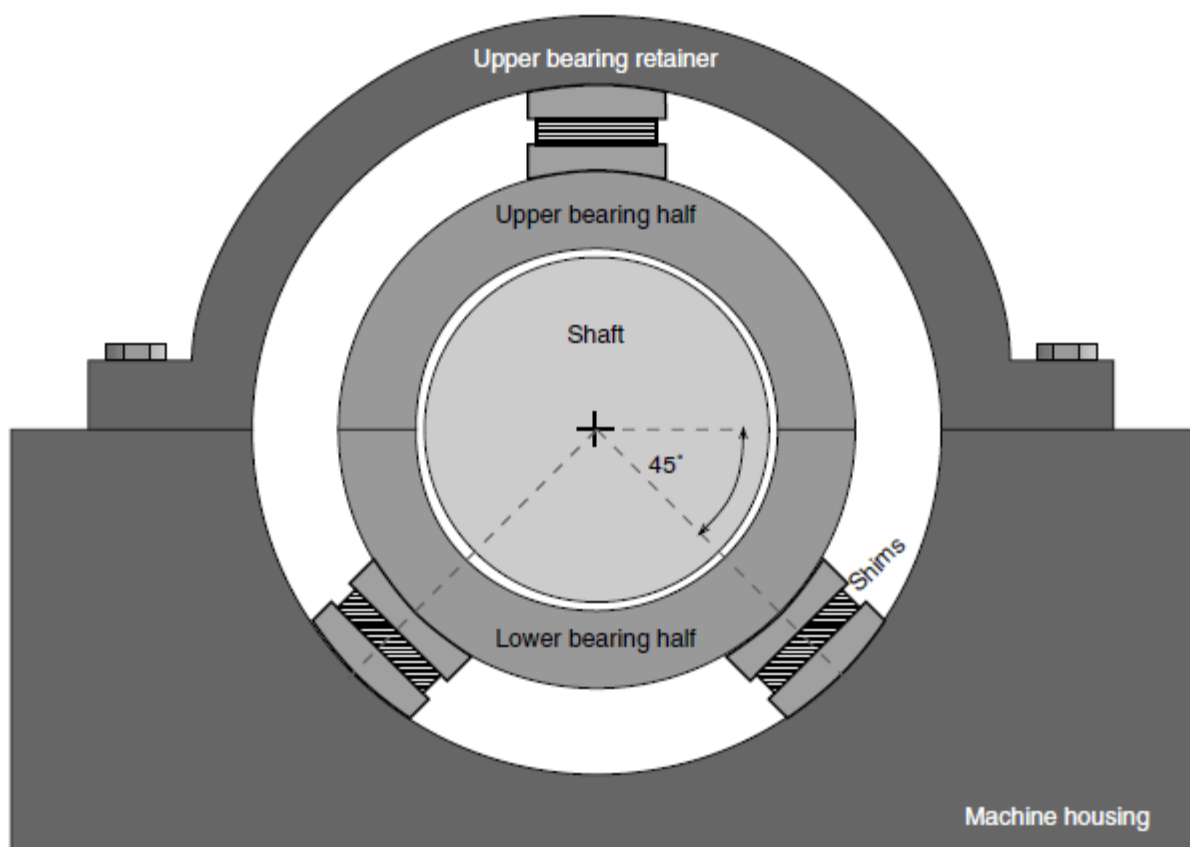 Upper bearing retainer
Upper bearing half
Shaft
45˚
Shims
Lower bearing half
Machine housing